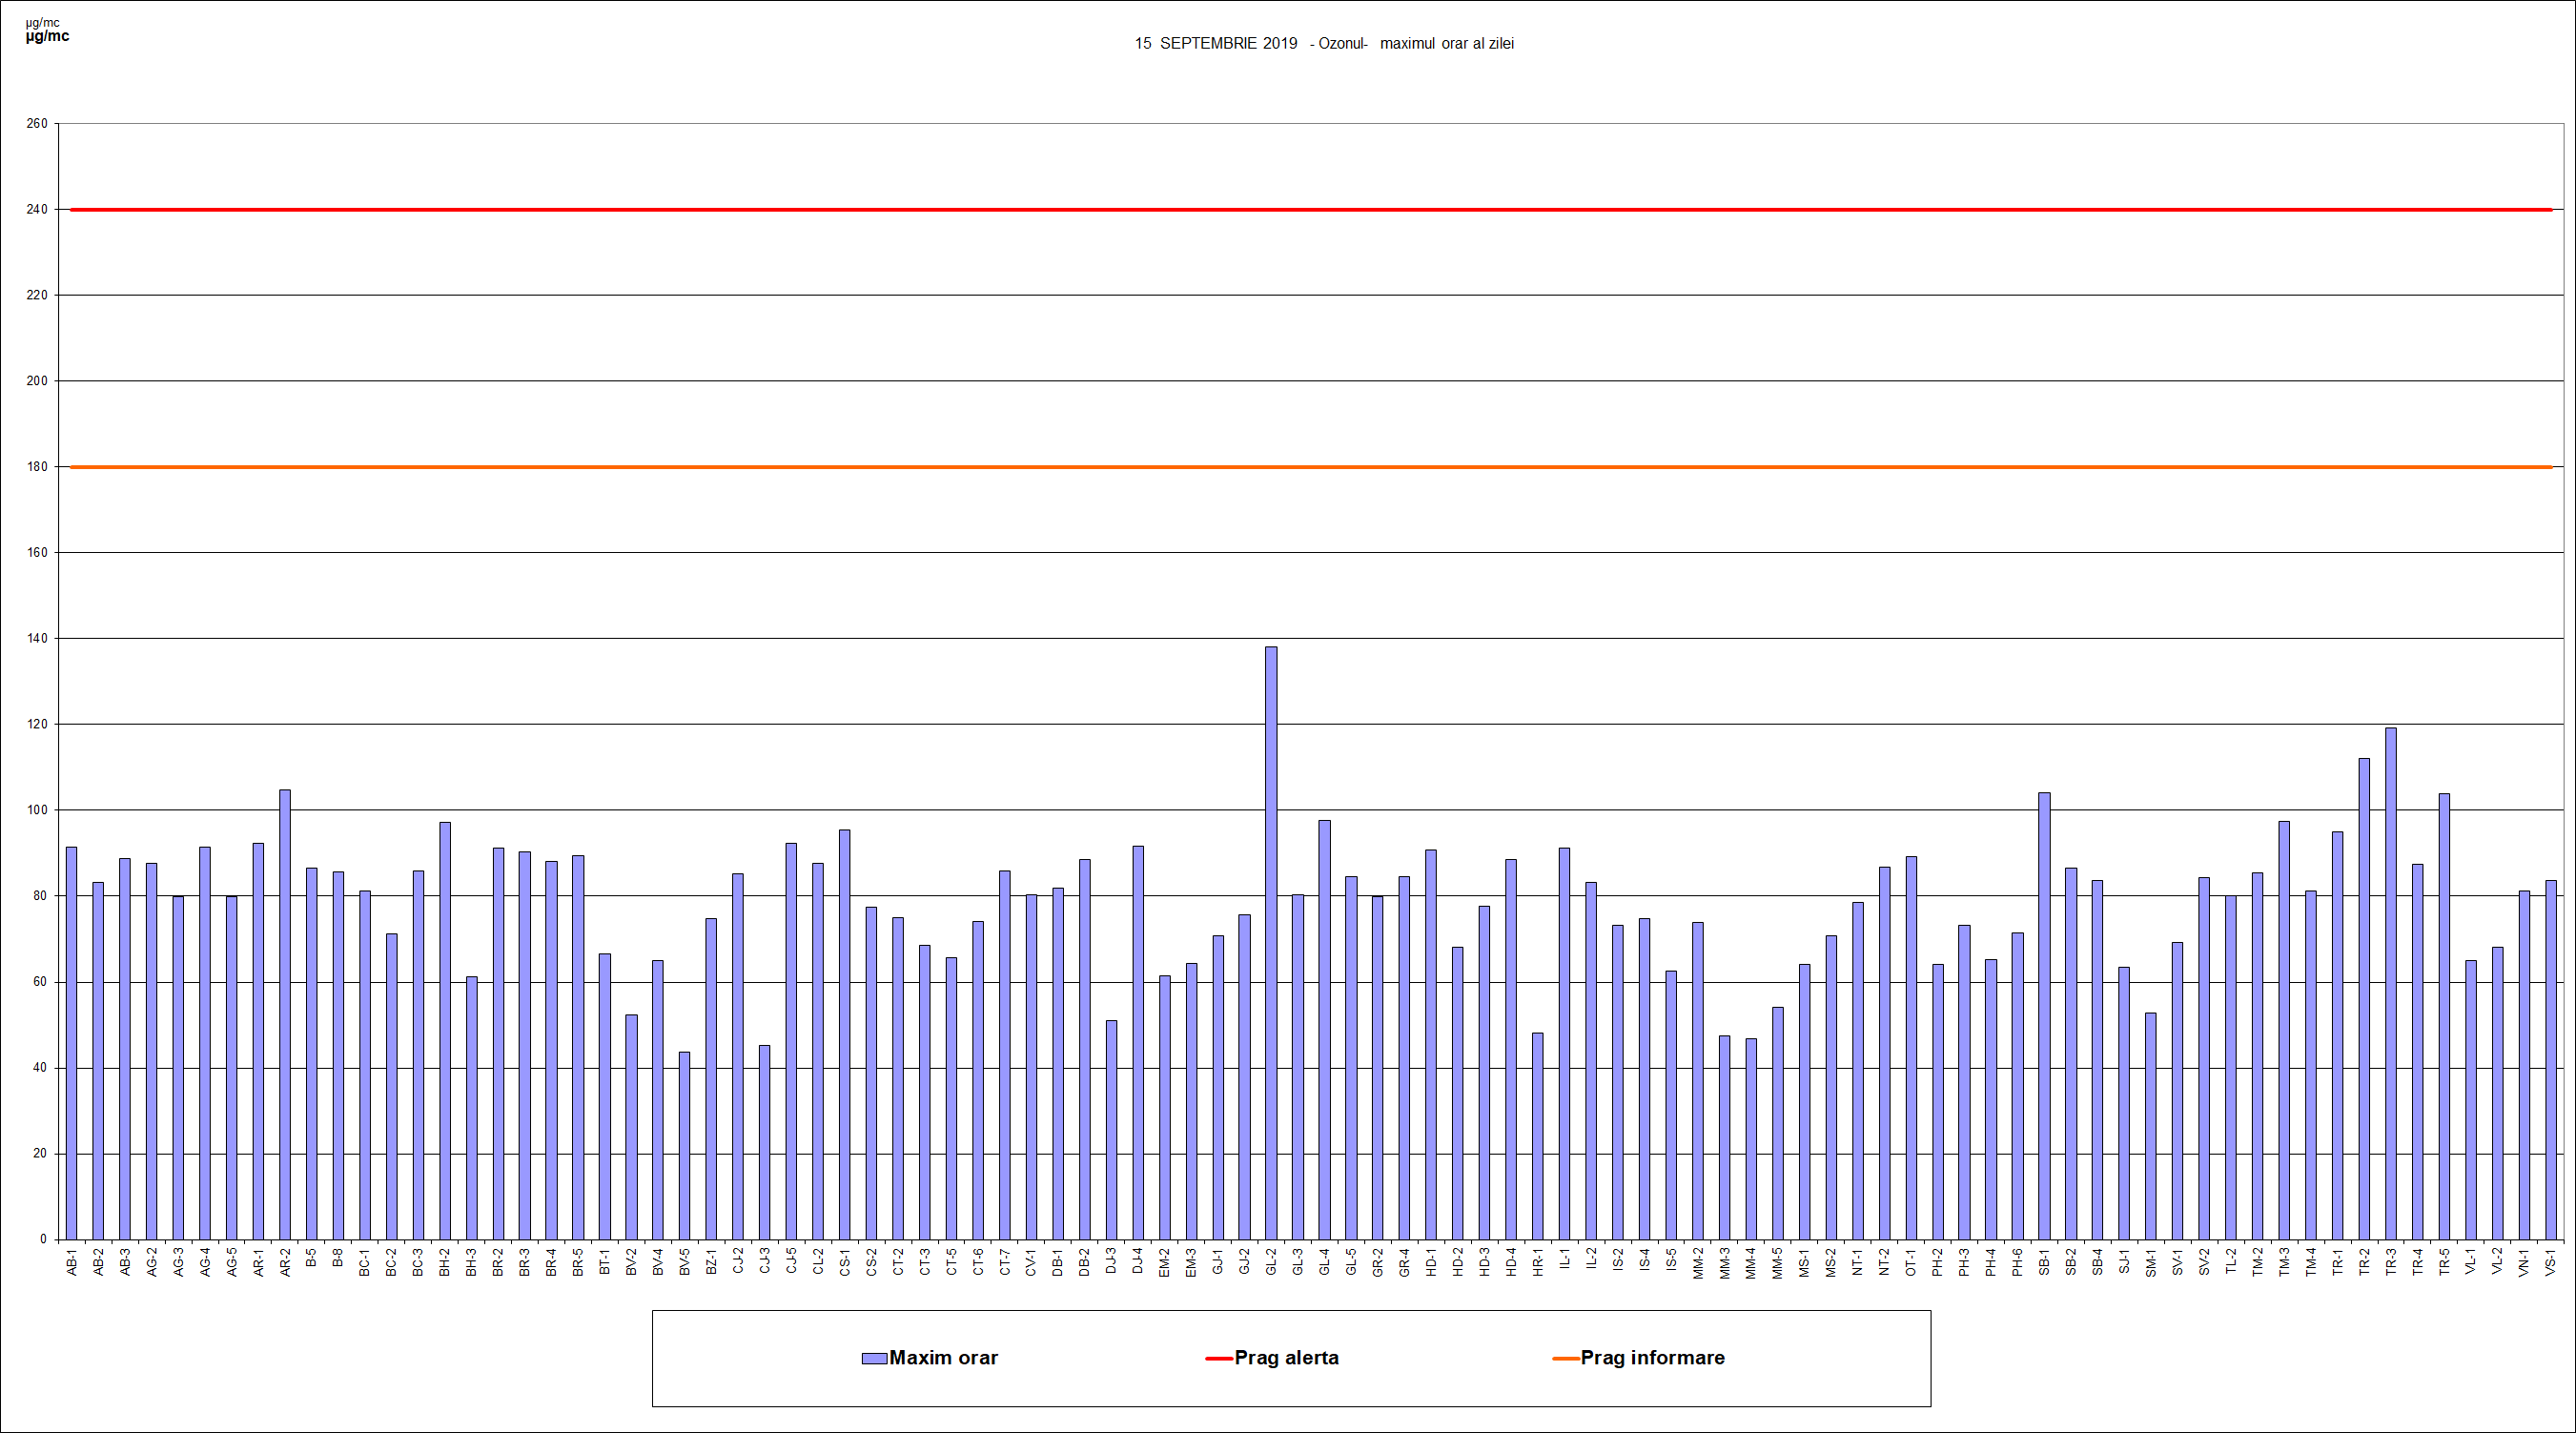 µg/mc
µg/mc
15 SEPTEMBRIE 2019 - Ozonul- maximul orar al zilei
260
240
220
200
180
160
140
120
100
80
60
40
20
0
AB-1 AB-2 AB-3 AG-2 AG-3 AG-4 AG-5 AR-1 AR-2 B-5 B-8 BC-1 BC-2 BC-3 BH-2 BH-3 BR-2 BR-3 BR-4 BR-5 BT-1 BV-2 BV-4 BV-5 BZ-1 CJ-2 CJ-3 CJ-5 CL-2 CS-1 CS-2 CT-2 CT-3 CT-5 CT-6 CT-7 CV-1 DB-1 DB-2 DJ-3 DJ-4 EM-2 EM-3 GJ-1 GJ-2 GL-2 GL-3 GL-4 GL-5 GR-2 GR-4 HD-1 HD-2 HD-3 HD-4 HR-1 IL-1 IL-2 IS-2 IS-4 IS-5 MM-2 MM-3 MM-4 MM-5 MS-1 MS-2 NT-1 NT-2 OT-1 PH-2 PH-3 PH-4 PH-6 SB-1 SB-2 SB-4 SJ-1 SM-1 SV-1 SV-2 TL-2 TM-2 TM-3 TM-4 TR-1 TR-2 TR-3 TR-4 TR-5 VL-1 VL-2 VN-1 VS-1
Maxim orar Prag alerta Prag informare